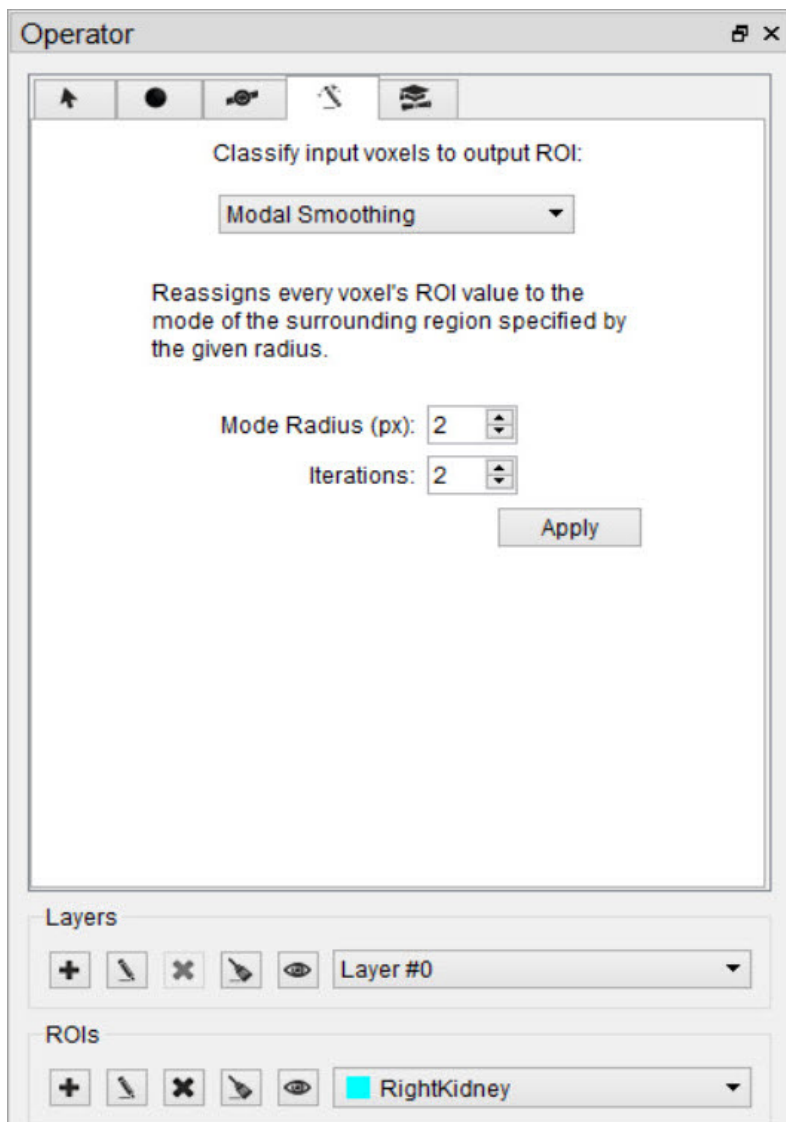 Operator
Classify input voxels to output ROI:
Modal Smoothing
Reassigns every voxel's ROI value to the
mode of the surrounding region specified by
the given radius.
Mode Radius (px): 2
Iterations: 2
Apply
Layers
Layer #0
ROIs
RightKidney